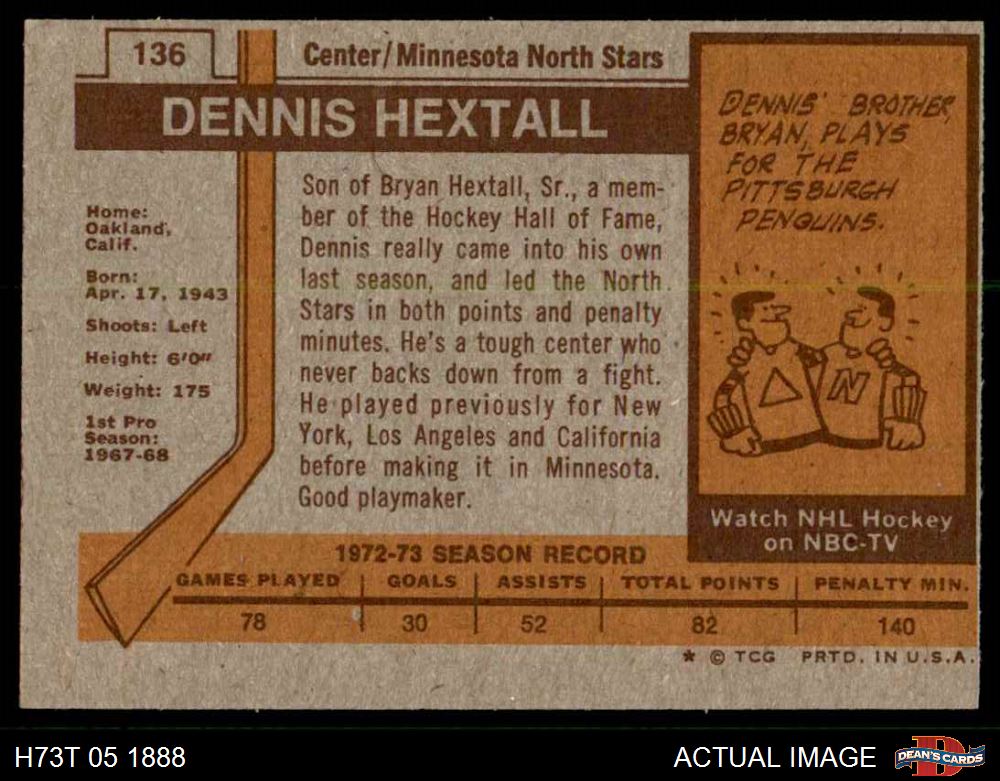 136
Center/Minnesota North Stars
DENNIS HEXTALL
Home:
Oakland,
Calif.
Born:
Apr. 17, 1943
Shoots: Left
Height: 6'0"
Weight: 175
1st Pro
Season:
1967-68
Son of Bryan Hextall, Sr., a mem-
ber of the Hockey Hall of Fame,
Dennis really came into his own
last season, and led the North
Stars in both points and penalty
minutes. He's a tough center who
never backs down from a fight.
He played previously for New
York, Los Angeles and California
before making it in Minnesota.
Good playmaker.
DENNIS' BROTHER,
BRYAN, PLAYS
FOR THE
PITTSBURGH
PENGUINS.
N
Watch NHL Hockey
on NBC-TV
1972-73 SEASON RECORD
GAMES PLAYED | GOALS | ASSISTS | TOTAL POINTS | PENALTY MIN.
78 | 30 | 52 | 82 | 140
* © TCG PRTD. IN U.S.A.
H73T 05 1888
ACTUAL IMAGE
D
DEAN'S CARDS